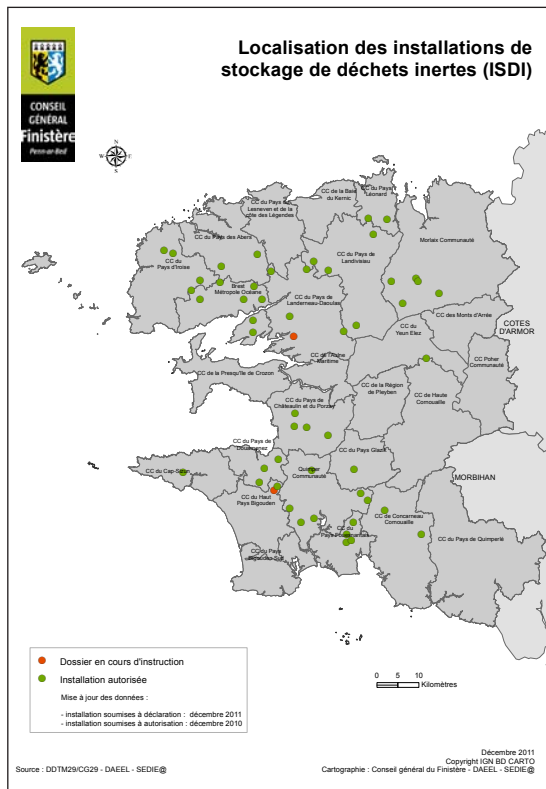 Localisation des installations de
stockage de déchets inertes (ISDI)
CONSEIL
GÉNÉRAL
Finistère
Penn-ar-Bed
N
W
E
S
CC de la Baie
du Kernic
CC du Pays
Léonard
CC du Pays de
Lesneven et de la
côte des Légendes
CC du Pays des Abers
Morlaix Communauté
CC du
Pays d'Iroise
CC du Pays de
Landivisiau
Brest
Métropole Océane
CC du Pays de
Landerneau-Daoulas
CC du
Yeun Elez
CC des Monts d'Arrée
COTES
D'ARMOR
CC de l'Aulne
Maritime
CC Poher
Communauté
CC de la Presqu'île de Crozon
CC de la Région
de Pleyben
CC de Haute
Cornouaille
CC du Pays de
Châteaulin et du Porzay
CC du Pays de
Douarnenez
CC du Pays Glazik
CC du Cap-Sizun
Quimper
Communauté
MORBIHAN
CC du Haut
Pays Bigouden
CC de Concarneau
Cornouaille
CC du
Pays Fouesnantais
CC du Pays de Quimperlé
CC du Pays
Bigouden Sud
Dossier en cours d'instruction
Installation autorisée
Mise à jour des données :
- installation soumises à déclaration : décembre 2011
- installation soumises à autorisation : décembre 2010
0 5 10
Kilomètres
Décembre 2011
Copyright IGN BD CARTO
Source : DDTM29/CG29 - DAEEL - SEDIE@
Cartographie : Conseil général du Finistère - DAEEL - SEDIE@